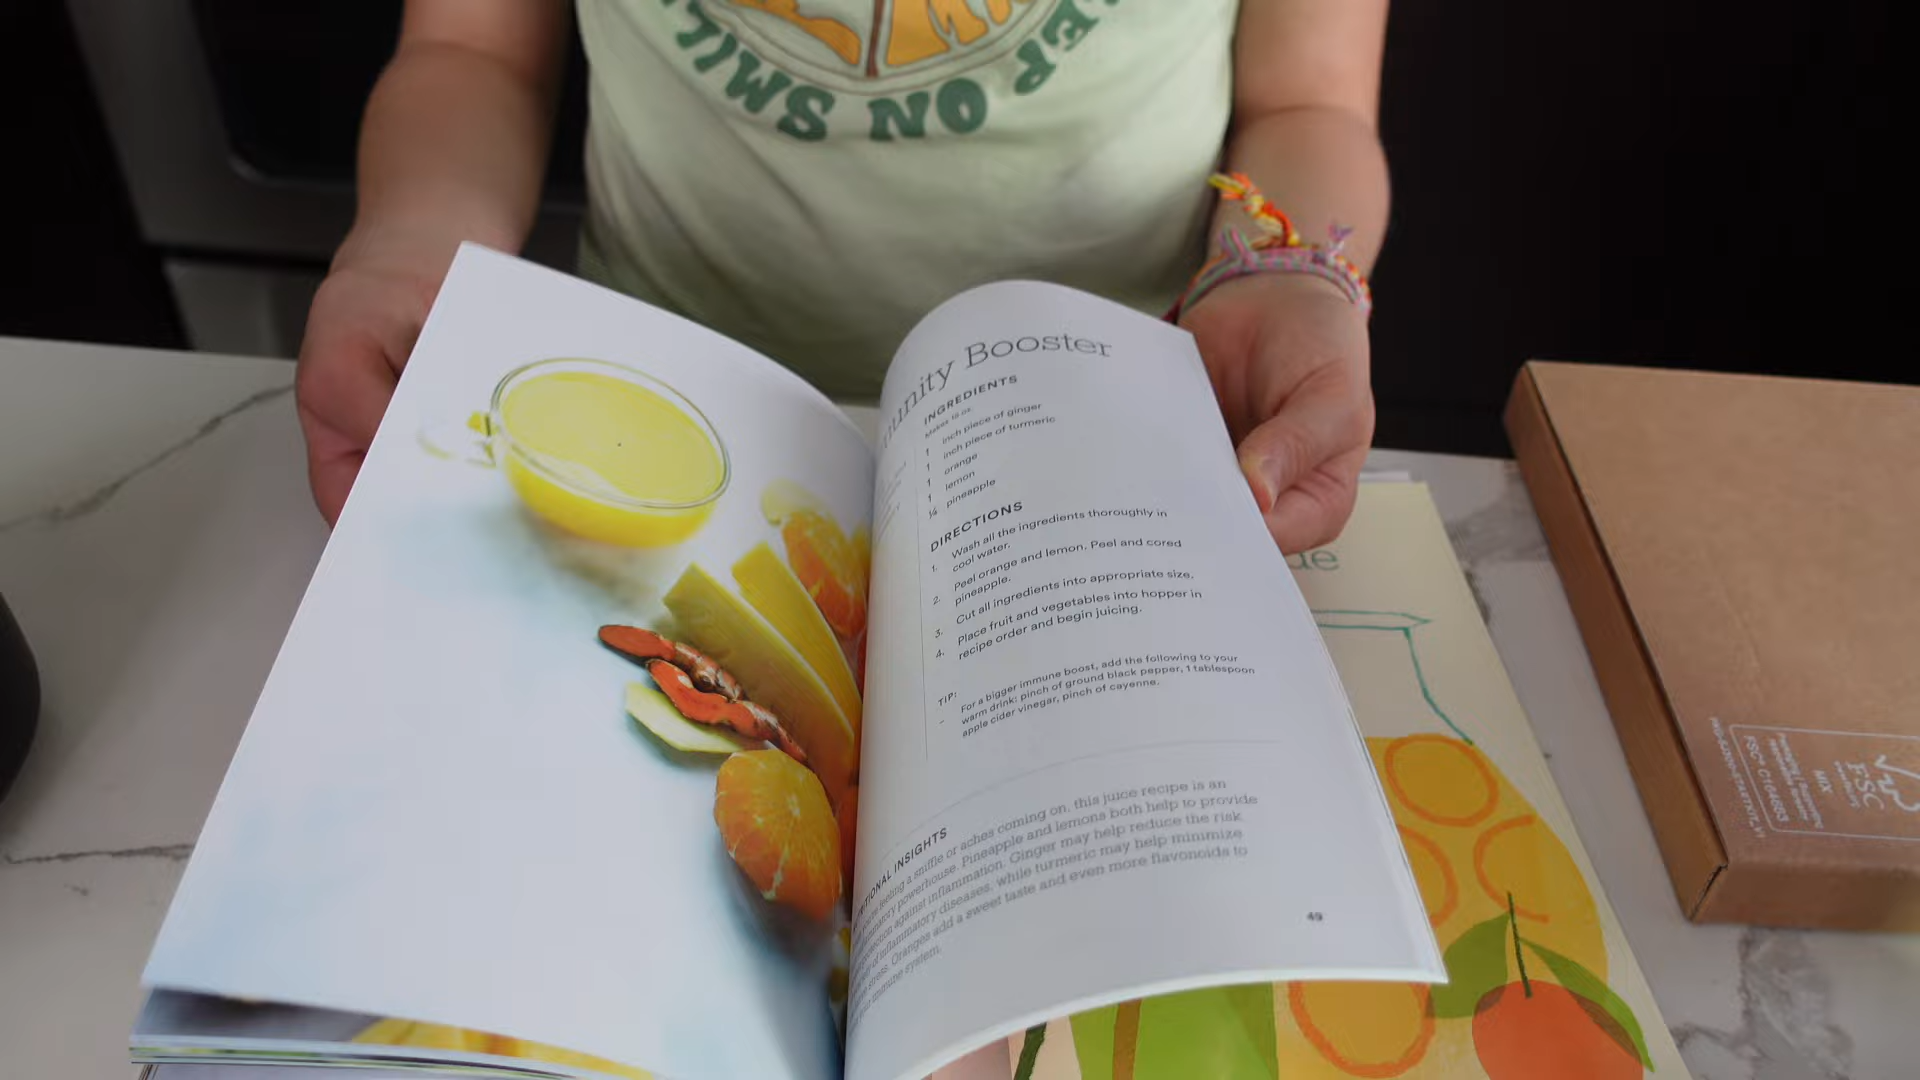 KEEP ON SMIL
unity Booster
INGREDIENTS
Makes 16 oz
1 inch piece of ginger
1 inch piece of turmeric
1 orange
1 lemon
¼ pineapple
DIRECTIONS
1. Wash all the ingredients thoroughly in
cool water.
2. Peel orange and lemon. Peel and cored
pineapple.
3. Cut all ingredients into appropriate size.
4. Place fruit and vegetables into hopper in
recipe order and begin juicing.
TIP:
– For a bigger immune boost, add the following to your
warm drink: pinch of ground black pepper, 1 tablespoon
apple cider vinegar, pinch of cayenne.
NUTRITIONAL INSIGHTS
feeling a sniffle or aches coming on, this juice recipe is an
powerhouse. Pineapple and lemons both help to provide
protection against inflammation. Ginger may help reduce the risk
of inflammatory diseases, while turmeric may help minimize
stress. Oranges add a sweet taste and even more flavonoids to
immune system.
49
de
MIX
FSC
FSC® C164863